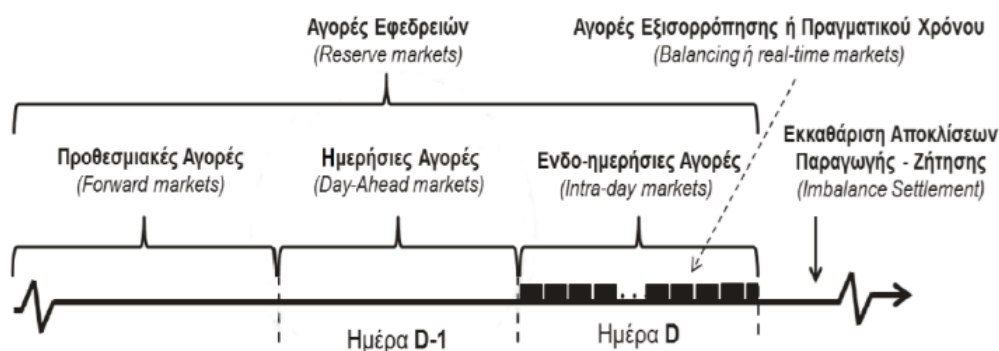 Αγορές Εφεδρειών
(Reserve markets)
Αγορές Εξισορρόπησης ή Πραγματικού Χρόνου
(Balancing ή real-time markets)
Εκκαθάριση Αποκλίσεων
Παραγωγής - Ζήτησης
(Imbalance Settlement)
Προθεσμιακές Αγορές
(Forward markets)
Ημερήσιες Αγορές
(Day-Ahead markets)
Ενδο-ημερήσιες Αγορές
(Intra-day markets)
Ημέρα D-1
Ημέρα D